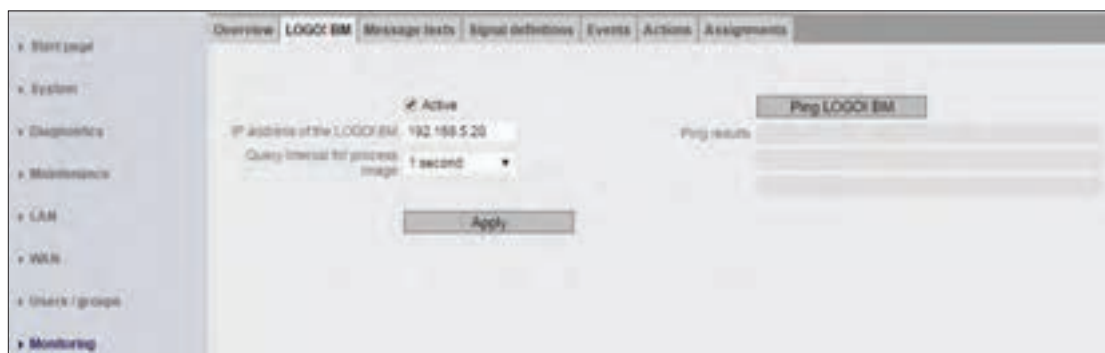 Overview LOGO! BM Message texts Signal definitions Events Actions Assignments
Start page
System
Diagnostics
Maintenance
LAN
WAN
Users / groups
Monitoring
Active
IP address of the LOGO! BM 192.168.5.20
Query interval for process
image 1 second
Apply
Ping LOGO! BM
Ping results